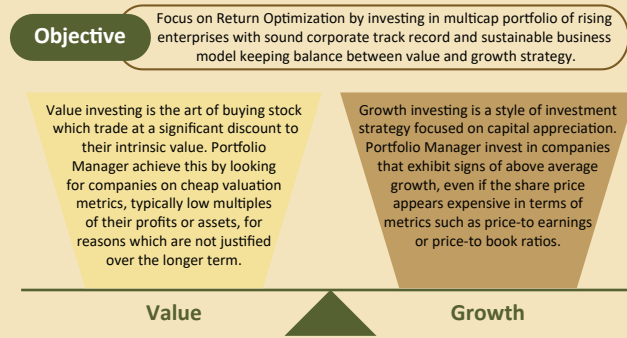 Objective
Focus on Return Optimization by investing in multicap portfolio of rising
enterprises with sound corporate track record and sustainable business
model keeping balance between value and growth strategy.
Value investing is the art of buying stock
which trade at a significant discount to
their intrinsic value. Portfolio
Manager achieve this by looking
for companies on cheap valuation
metrics, typically low multiples
of their profits or assets, for
reasons which are not justified
over the longer term.
Growth investing is a style of investment
strategy focused on capital appreciation.
Portfolio Manager invest in companies
that exhibit signs of above average
growth, even if the share price
appears expensive in terms of
metrics such as price-to earnings
or price-to book ratios.
Value
Growth